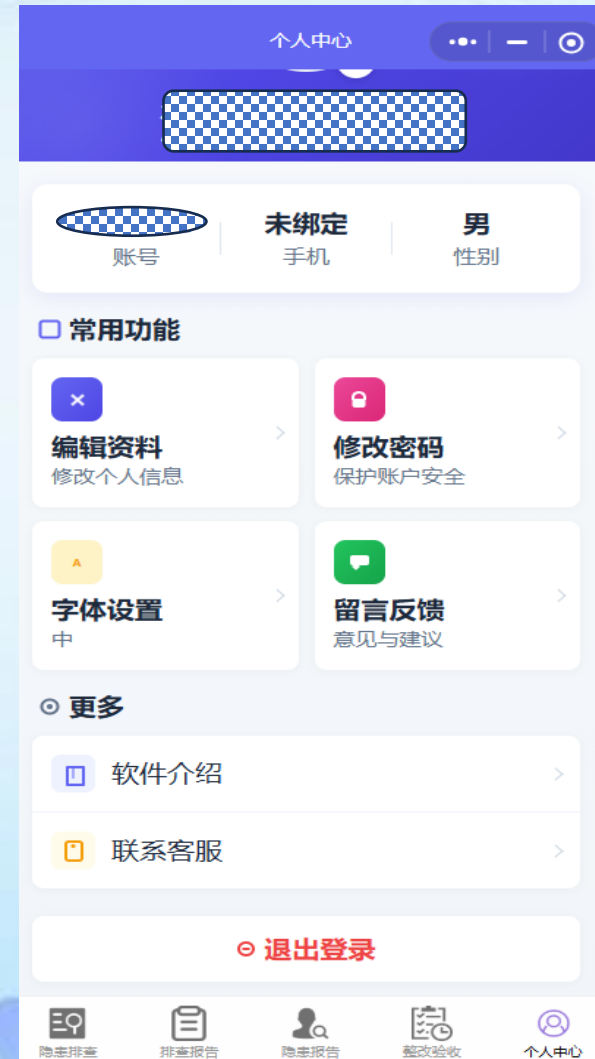 个人中心
未绑定
男
账号
手机
性别
常用功能
编辑资料
修改个人信息
修改密码
保护账户安全
A
字体设置
中
留言反馈
意见与建议
更多
软件介绍
联系客服
退出登录
隐患排查
排查报告
隐患报告
整改验收
个人中心